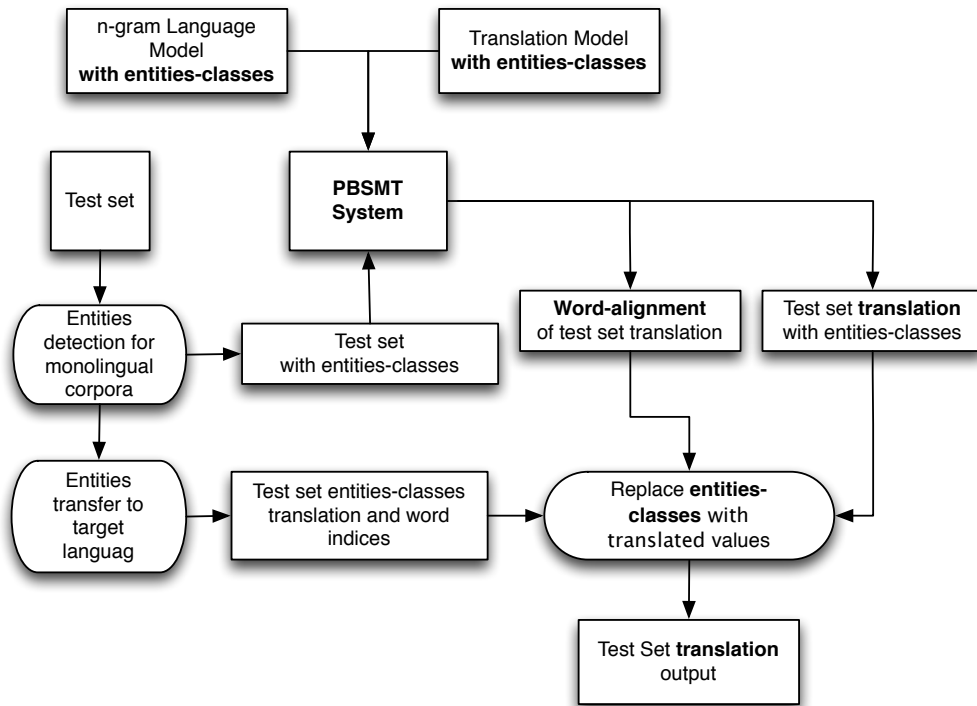 n-gram Language
Model
with entities-classes
Translation Model
with entities-classes
Test set
PBSMT
System
Entities
detection for
monolingual
corpora
Test set
with entities-classes
Word-alignment
of test set translation
Test set translation
with entities-classes
Entities
transfer to
target
languag
Test set entities-classes
translation and word
indices
Replace entities-
classes with
translated values
Test Set translation
output